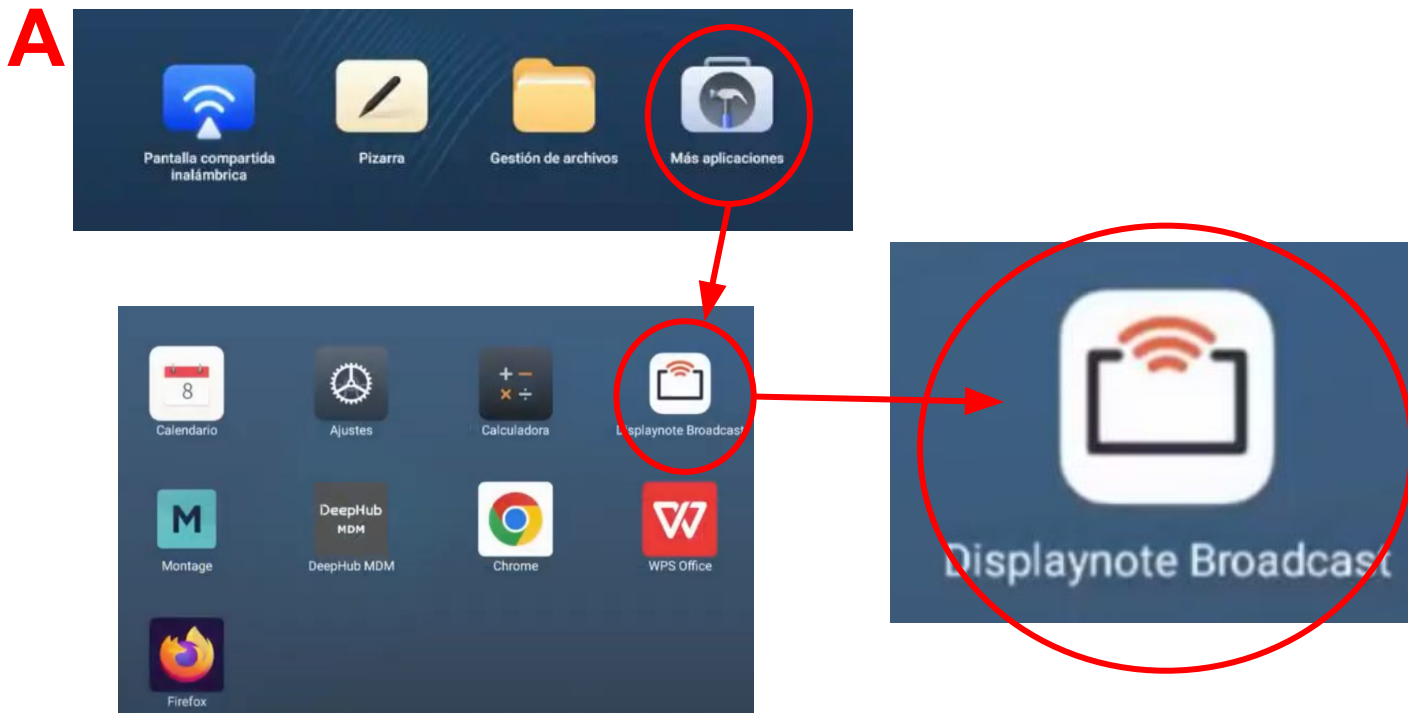 A
Pantalla compartida
inalámbrica
Pizarra
Gestión de archivos
Más aplicaciones
8
Calendario
Ajustes
Calculadora
Displaynote Broadcast
M
Montage
DeepHub
MDM
DeepHub MDM
Chrome
W
WPS Office
Firefox
Displaynote Broadcast